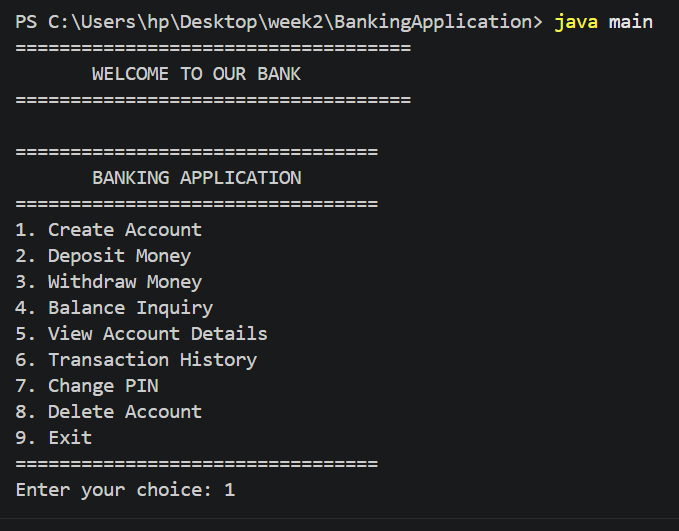 PS C:\Users\hp\Desktop\week2\BankingApplication> java main
====================================
WELCOME TO OUR BANK
====================================
=================================
BANKING APPLICATION
=================================
1. Create Account
2. Deposit Money
3. Withdraw Money
4. Balance Inquiry
5. View Account Details
6. Transaction History
7. Change PIN
8. Delete Account
9. Exit
=================================
Enter your choice: 1